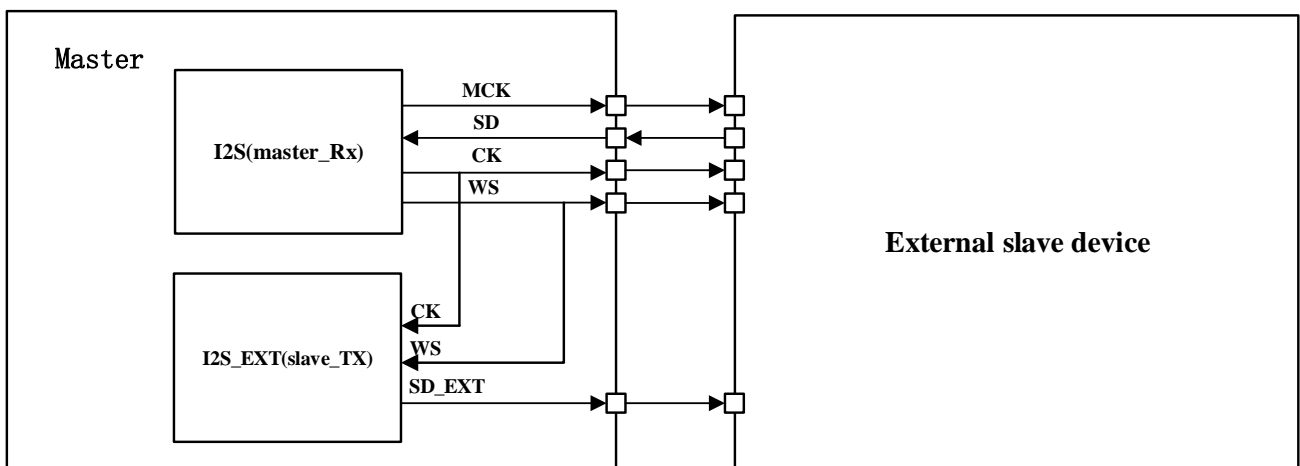 Master
MCK
SD
I2S(master_Rx)
CK
WS
External slave device
CK
I2S_EXT(slave_TX)
WS
SD_EXT